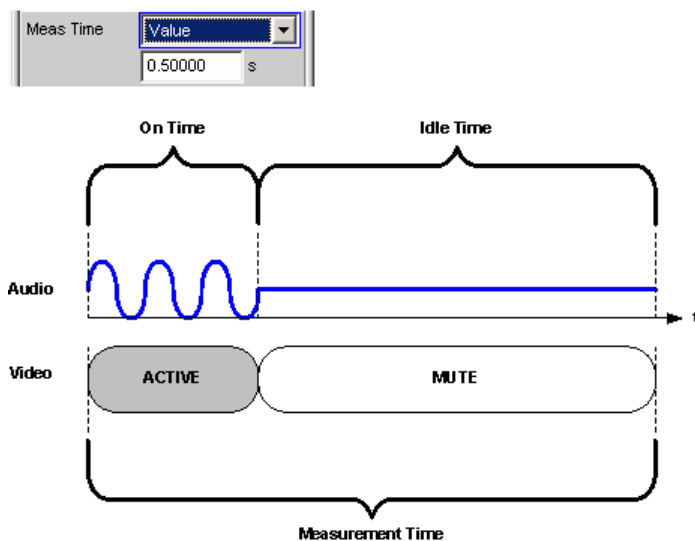 Meas Time Value
0.50000 s
On Time Idle Time
Audio
t
Video ACTIVE MUTE
Measurement Time